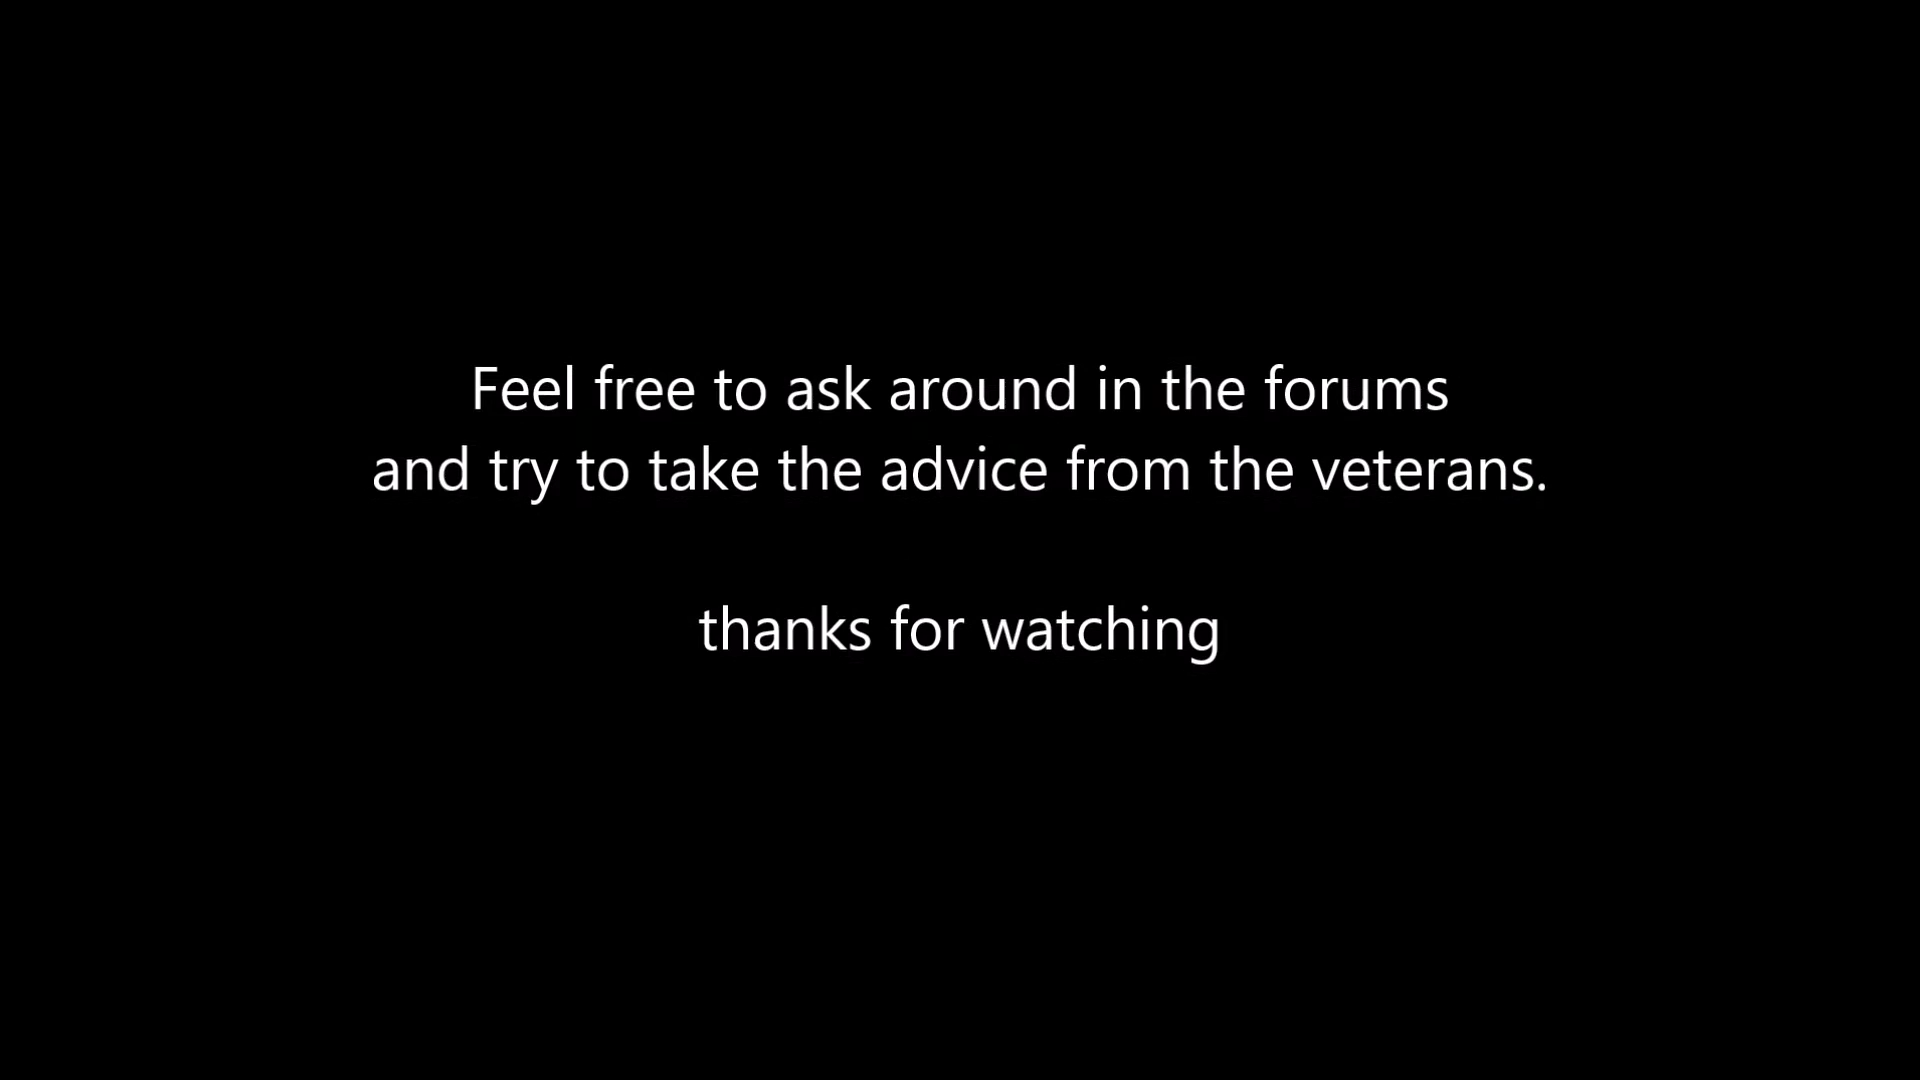 Feel free to ask around in the forums
and try to take the advice from the veterans.
thanks for watching